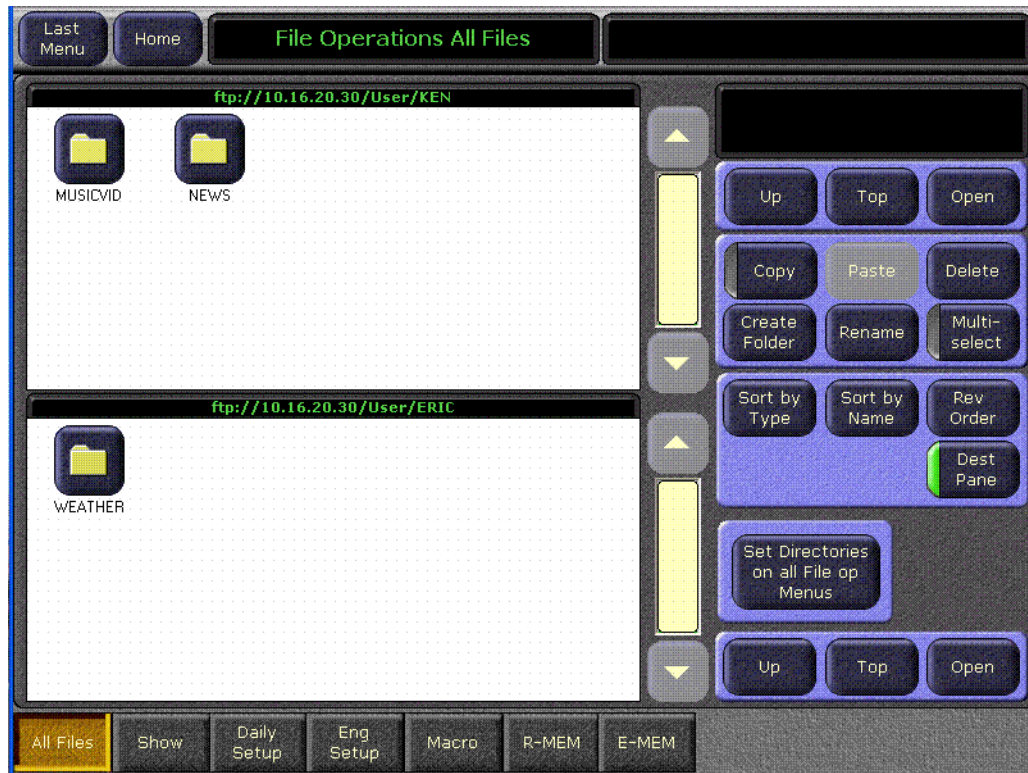 Last
Menu
Home
File Operations All Files
ftp://10.16.20.30/User/KEN
MUSICVID
NEWS
Up
Top
Open
Copy
Paste
Delete
Create
Folder
Rename
Multi-
select
ftp://10.16.20.30/User/ERIC
WEATHER
Sort by
Type
Sort by
Name
Rev
Order
Dest
Pane
Set Directories
on all File op
Menus
Up
Top
Open
All Files
Show
Daily
Setup
Eng
Setup
Macro
R-MEM
E-MEM